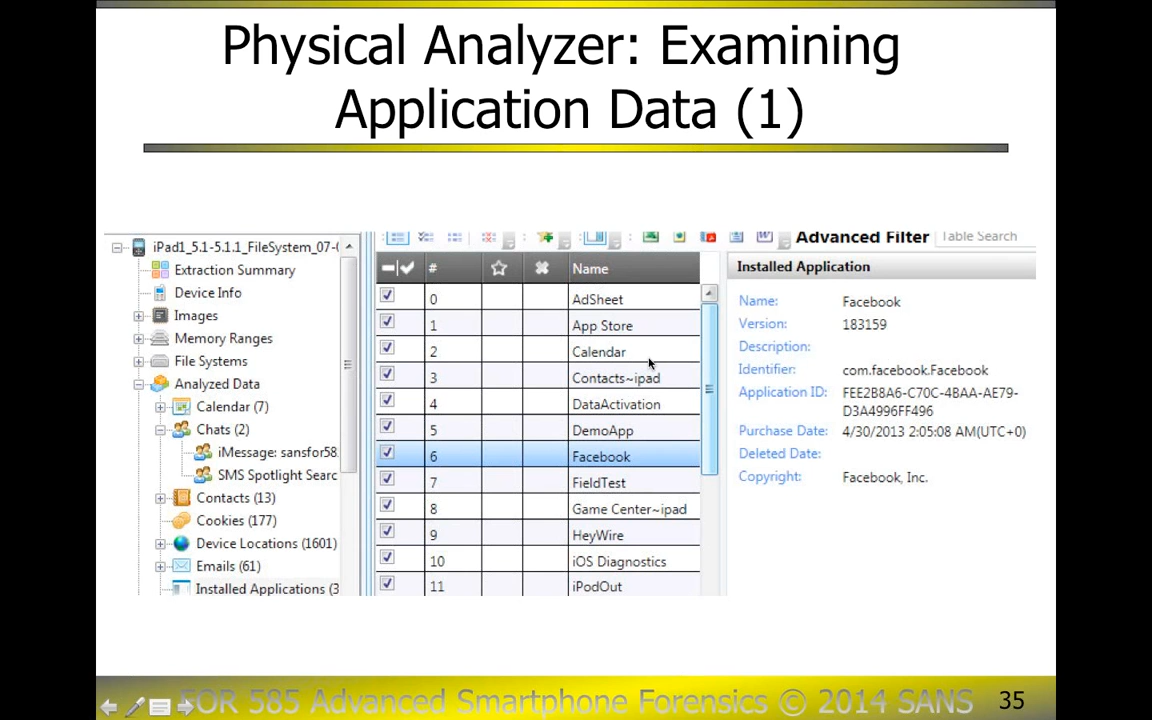 Physical Analyzer: Examining
Application Data (1)
iPad1_5.1-5.1.1_FileSystem_07-(
Extraction Summary
Device Info
Images
Memory Ranges
File Systems
Analyzed Data
Calendar (7)
Chats (2)
iMessage: sansfor58
SMS Spotlight Searc
Contacts (13)
Cookies (177)
Device Locations (1601)
Emails (61)
Installed Applications (3
Advanced Filter Table Search
# Name
0 AdSheet
1 App Store
2 Calendar
3 Contacts~ipad
4 DataActivation
5 DemoApp
6 Facebook
7 FieldTest
8 Game Center~ipad
9 HeyWire
10 iOS Diagnostics
11 iPodOut
Installed Application
Name: Facebook
Version: 183159
Description:
Identifier: com.facebook.Facebook
Application ID: FEE2B8A6-C70C-4BAA-AE79-
D3A4996FF496
Purchase Date: 4/30/2013 2:05:08 AM(UTC+0)
Deleted Date:
Copyright: Facebook, Inc.
FOR 585 Advanced Smartphone Forensics © 2014 SANS 35